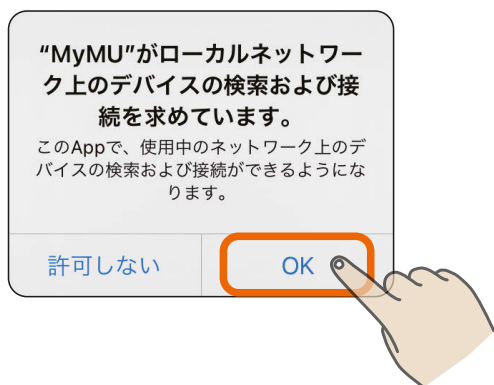 “MyMU”がローカルネットワー
ク上のデバイスの検索および接
続を求めています。
このAppで、使用中のネットワーク上のデ
バイスの検索および接続ができるようにな
ります。
許可しない
OK